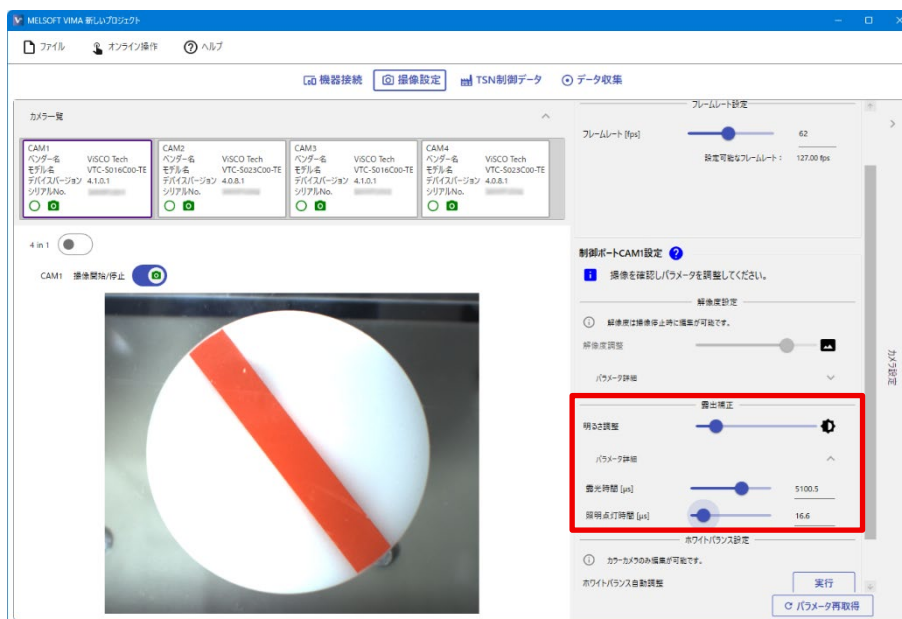 MELSOFT VIMA 新しいプロジェクト
ファイル オンライン操作 ヘルプ
機器接続 撮像設定 TSN制御データ データ収集
カメラ一覧
CAM1
ベンダー名 ViSCO Tech
モデル名 VTC-S016C00-TE
デバイスバージョン 4.1.0.1
シリアルNo.
CAM2
ベンダー名 ViSCO Tech
モデル名 VTC-S023C00-TE
デバイスバージョン 4.0.8.1
シリアルNo.
CAM3
ベンダー名 ViSCO Tech
モデル名 VTC-S016C00-TE
デバイスバージョン 4.1.0.1
シリアルNo.
CAM4
ベンダー名 ViSCO Tech
モデル名 VTC-S023C00-TE
デバイスバージョン 4.0.8.1
シリアルNo.
4 in 1
CAM1 撮像開始/停止
フレームレート設定
フレームレート [fps] 62
設定可能なフレームレート： 127.00 fps
制御ポートCAM1設定
撮像を確認しパラメータを調整してください。
解像度設定
解像度は撮像停止時に編集が可能です。
解像度調整
パラメータ詳細
露出補正
明るさ調整
パラメータ詳細
露光時間 [μs] 5100.5
照明点灯時間 [μs] 16.6
ホワイトバランス設定
カラーカメラのみ編集が可能です。
ホワイトバランス自動調整 実行
パラメータ再取得
カメラ設定